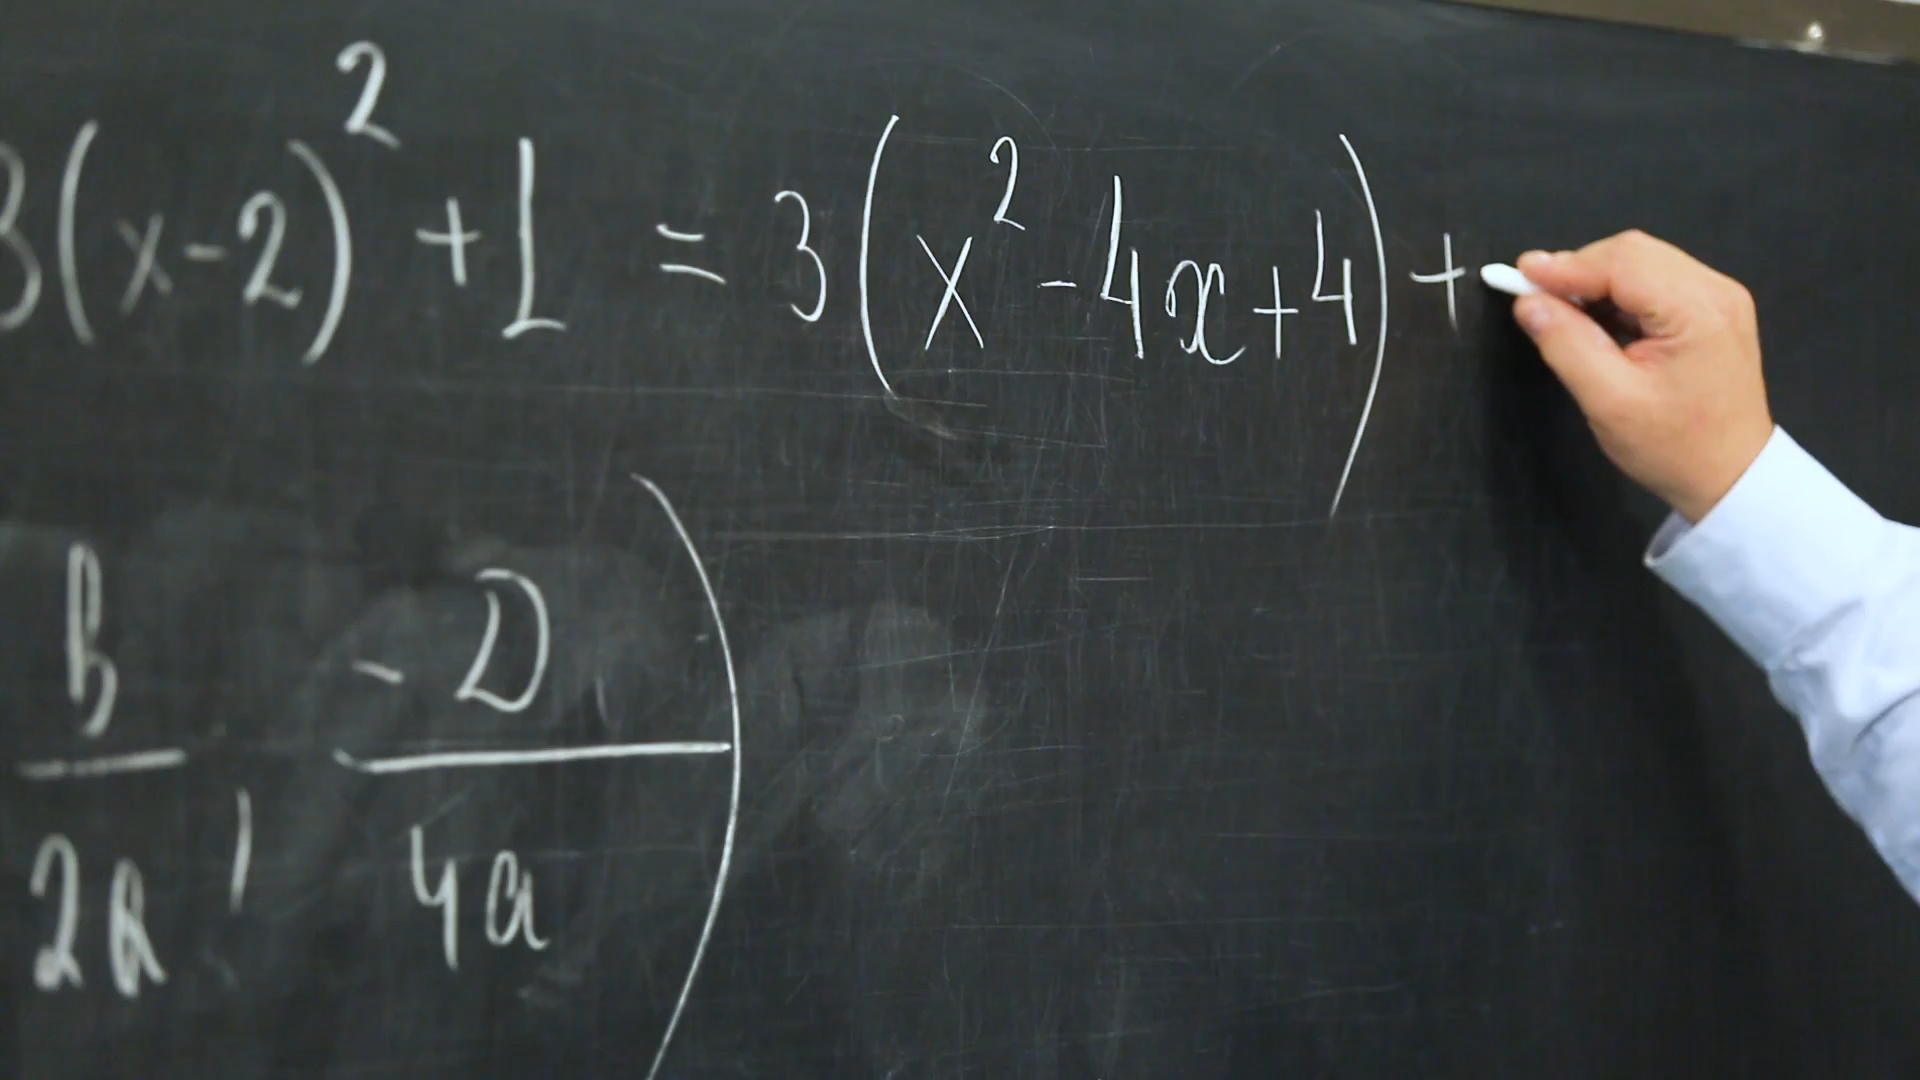 3(x-2)² + 1 = 3(x² - 4x + 4) +
b/2a, -D/4a)